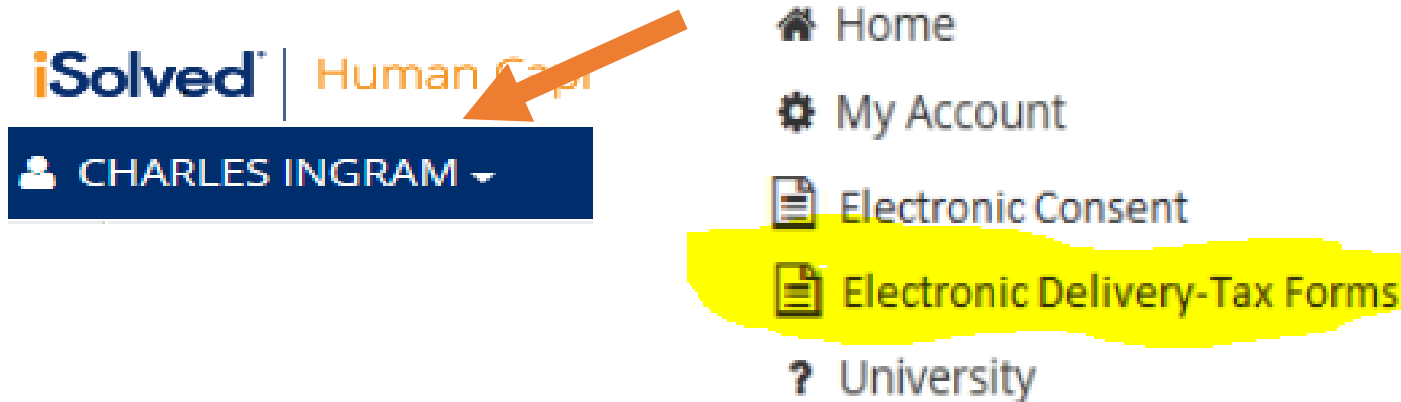 iSolved | Human Capi
CHARLES INGRAM
Home
My Account
Electronic Consent
Electronic Delivery-Tax Forms
? University